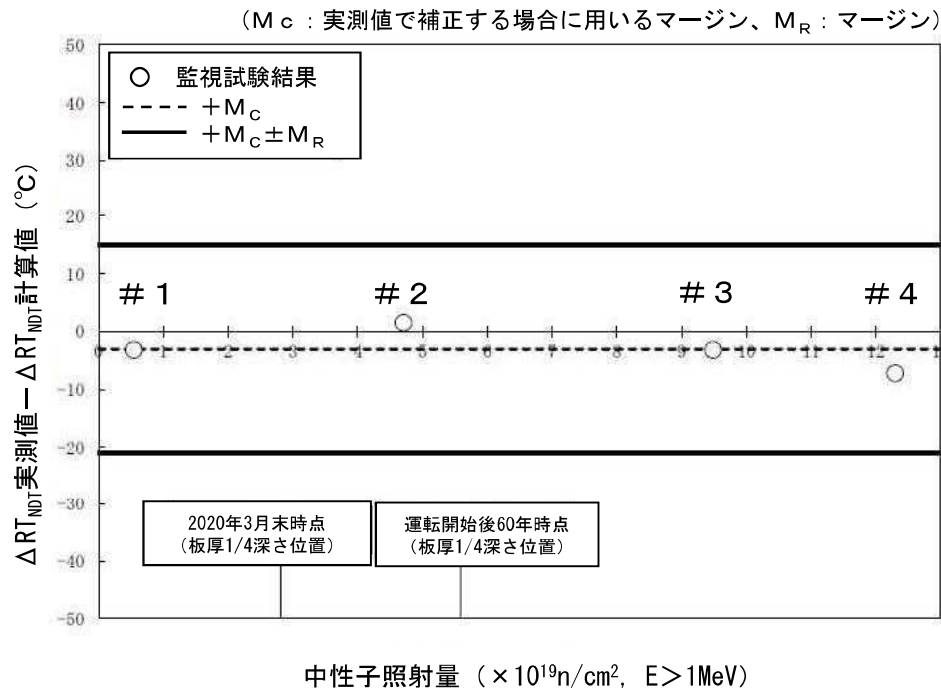 （Ｍｃ：実測値で補正する場合に用いるマージン、ＭR：マージン）
監視試験結果
＋ＭC
＋ＭC±ＭR
50
40
30
20
10
0
-10
-20
-30
-40
-50
ΔRTNDT実測値－ΔRTNDT計算値（℃）
＃１
＃２
＃３
＃４
0 1 2 3 4 5 6 7 8 9 10 11 12
2020年3月末時点
（板厚1/4深さ位置）
運転開始後60年時点
（板厚1/4深さ位置）
中性子照射量（×10¹⁹n/cm², E＞1MeV）